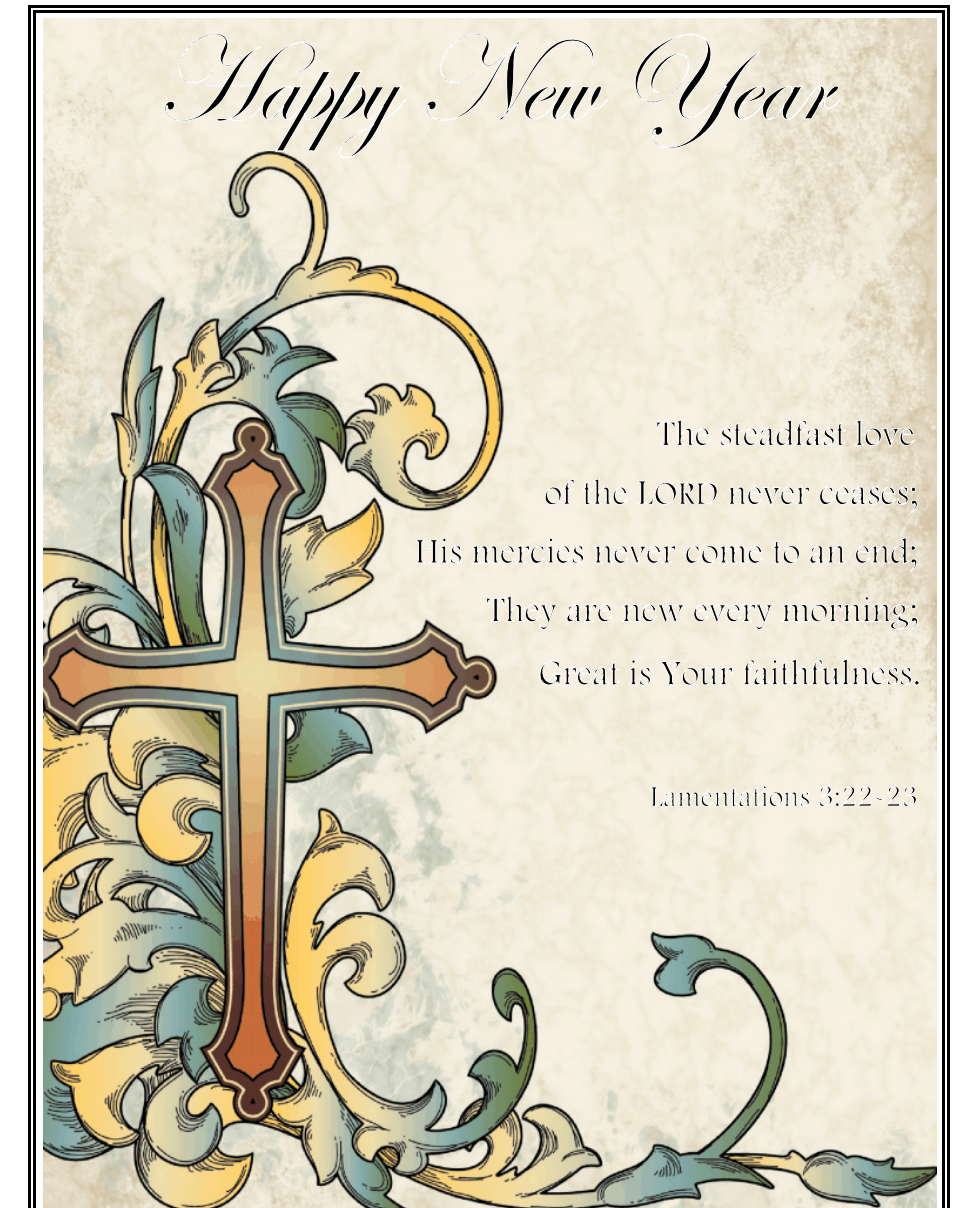 Happy New Year
The steadfast love
of the LORD never ceases;
His mercies never come to an end;
They are new every morning;
Great is Your faithfulness.
Lamentations 3:22-23